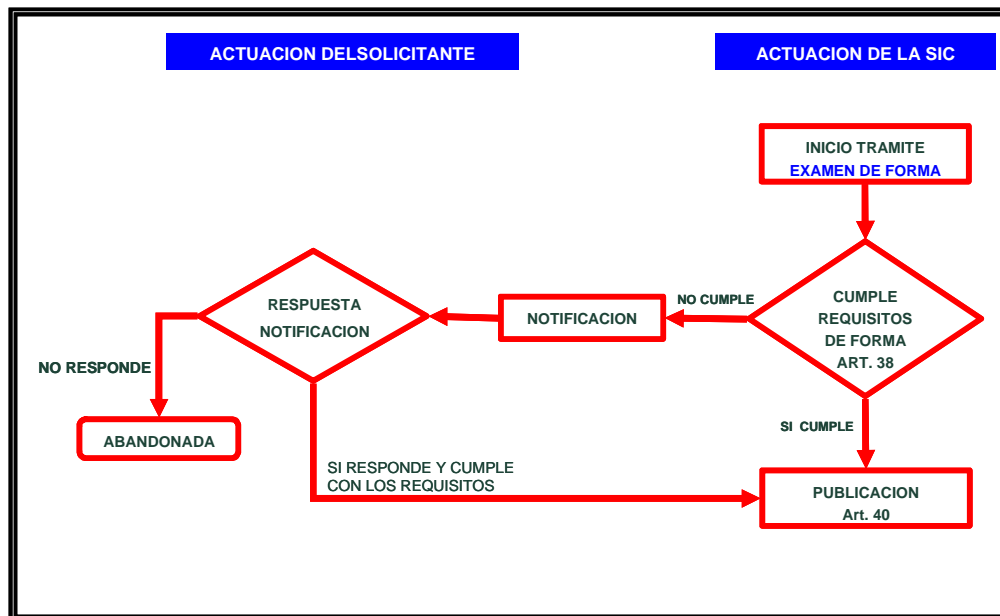 ACTUACION DELSOLICITANTE
ACTUACION DE LA SIC
INICIO TRAMITE
EXAMEN DE FORMA
CUMPLE
REQUISITOS
DE FORMA
ART. 38
NO CUMPLE
NOTIFICACION
RESPUESTA
NOTIFICACION
NO RESPONDE
ABANDONADA
SI CUMPLE
SI RESPONDE Y CUMPLE
CON LOS REQUISITOS
PUBLICACION
Art. 40